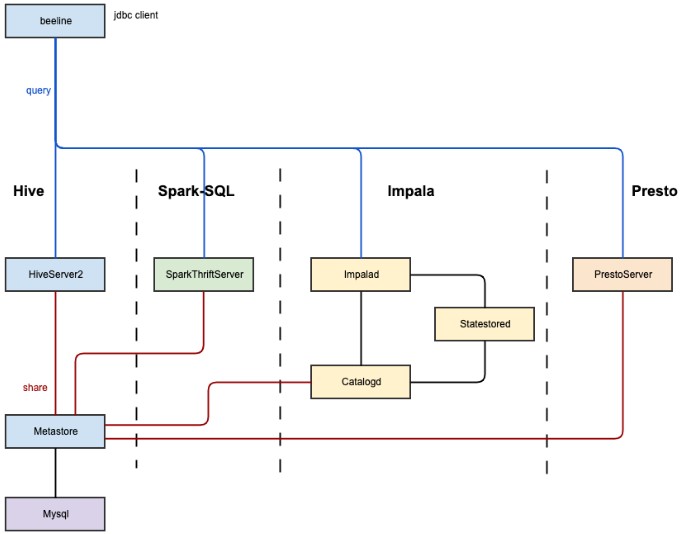 beeline
jdbc client
query
Hive
Spark-SQL
Impala
Presto
HiveServer2
SparkThriftServer
Impalad
PrestoServer
Statestored
share
Catalogd
Metastore
Mysql